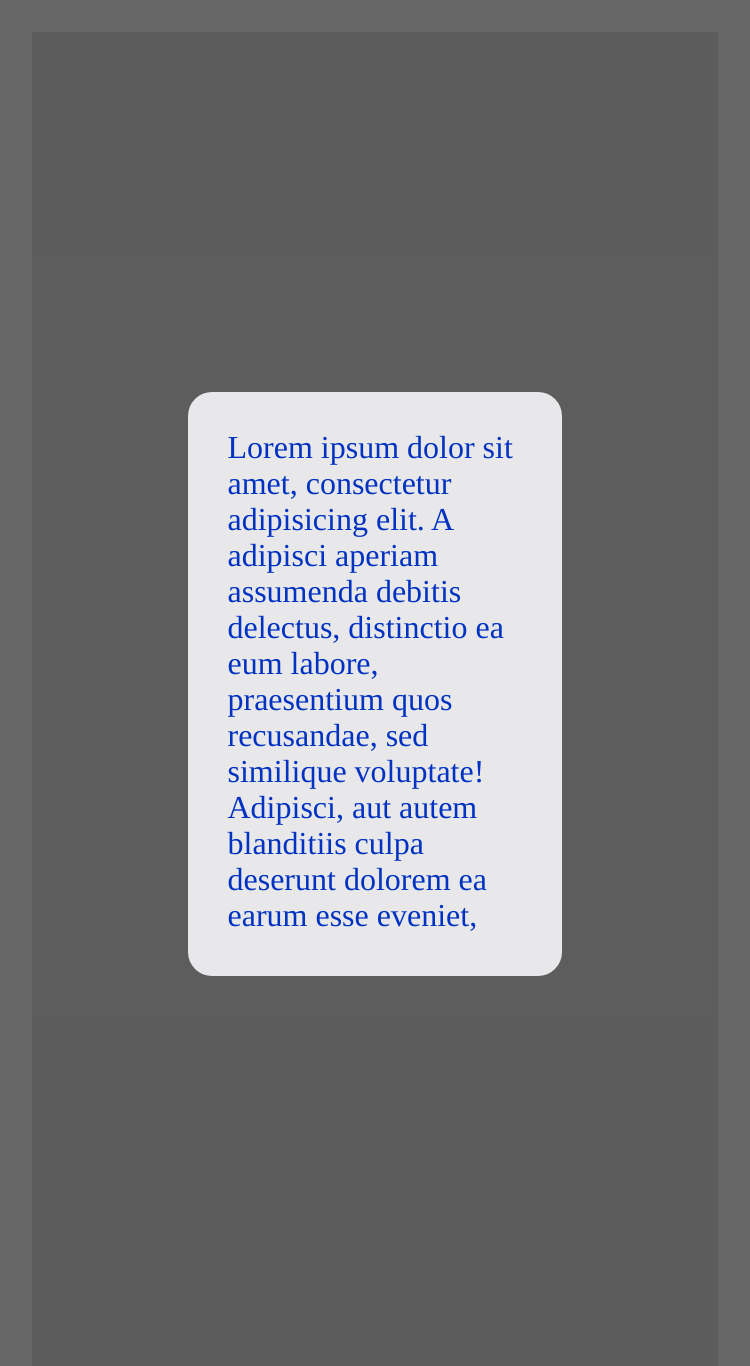 Lorem ipsum dolor sit
amet, consectetur
adipisicing elit. A
adipisci aperiam
assumenda debitis
delectus, distinctio ea
eum labore,
praesentium quos
recusandae, sed
similique voluptate!
Adipisci, aut autem
blanditiis culpa
deserunt dolorem ea
earum esse eveniet,